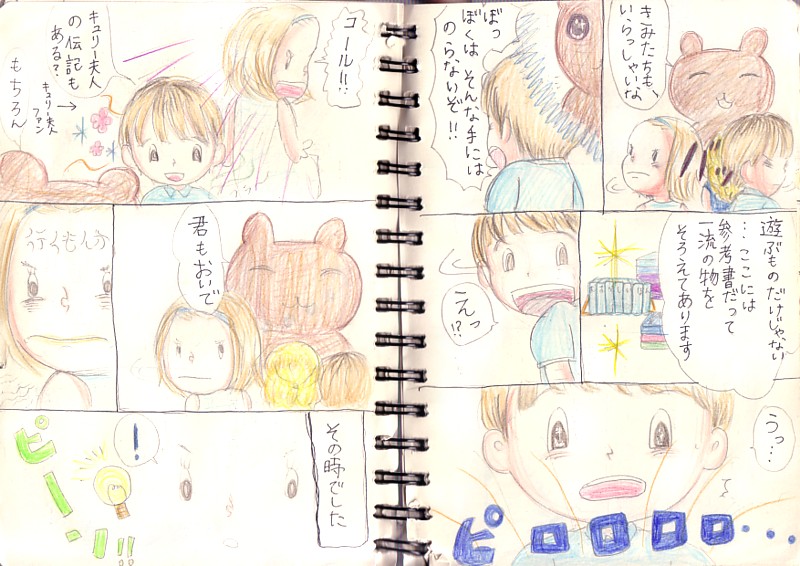 きみたちも、
いらっしゃいな
ぼっ
ぼくは そんな手には
のらないぞ!!
遊ぶものだけじゃない
…ここには
参考書だって
一流の物を
そろえてあります
えっ
!?
うっ…
ピロロロロ・・・
コール!!
キュリー夫人
の伝記も
ある?
キュリー夫人
ファン
もちろん
君もおいで
行くもんか
その時でした
!
ピーン!!